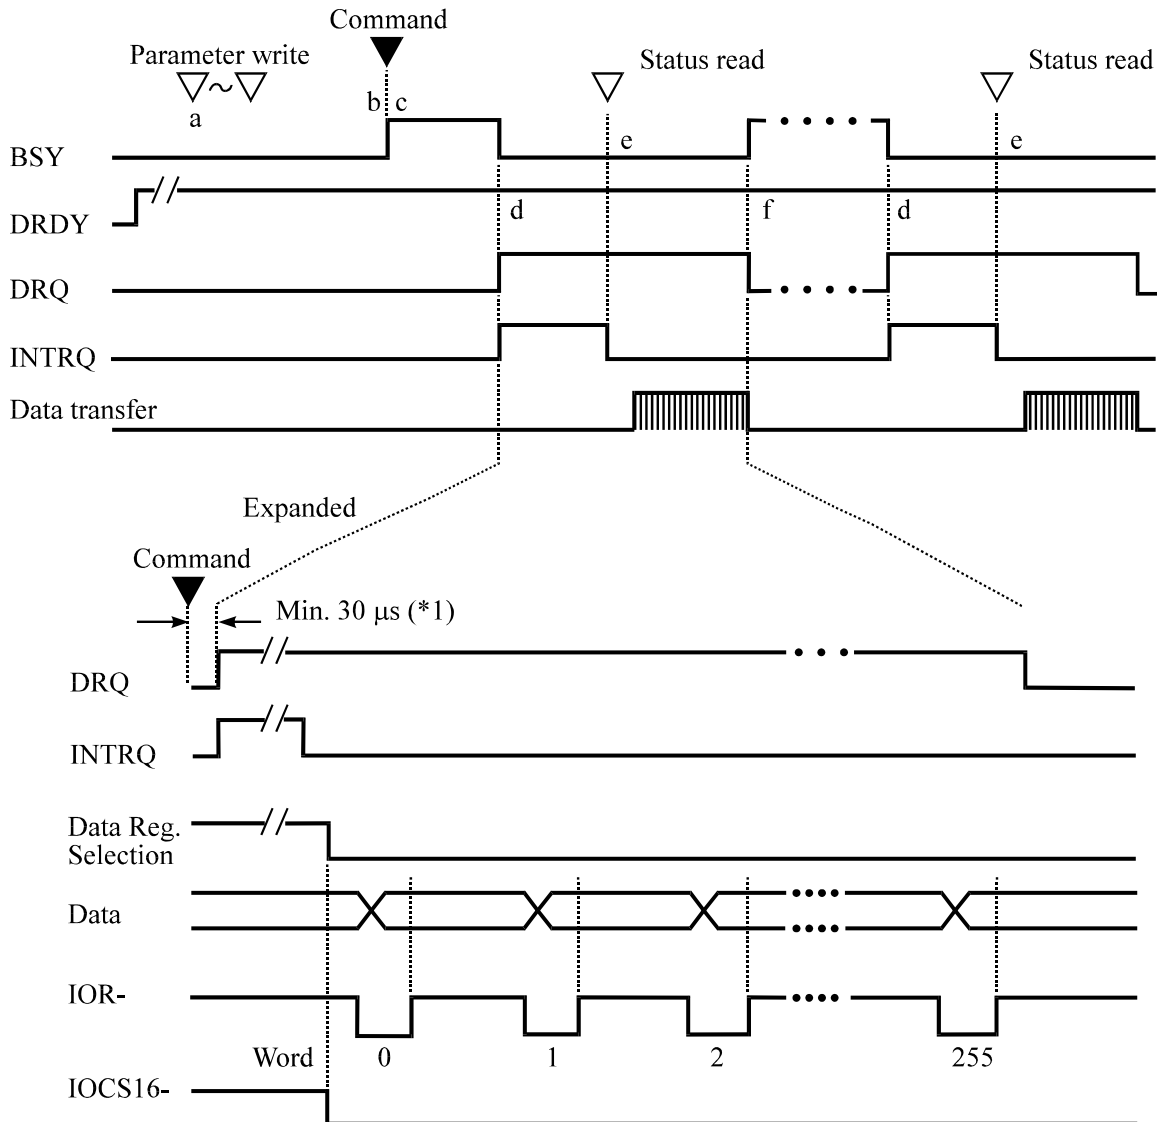 Command
Parameter write
Status read
Status read
a
b
c
BSY
e
e
DRDY
d
f
d
DRQ
INTRQ
Data transfer
Expanded
Command
Min. 30 μs (*1)
DRQ
INTRQ
Data Reg.
Selection
Data
IOR-
Word
0
1
2
255
IOCS16-